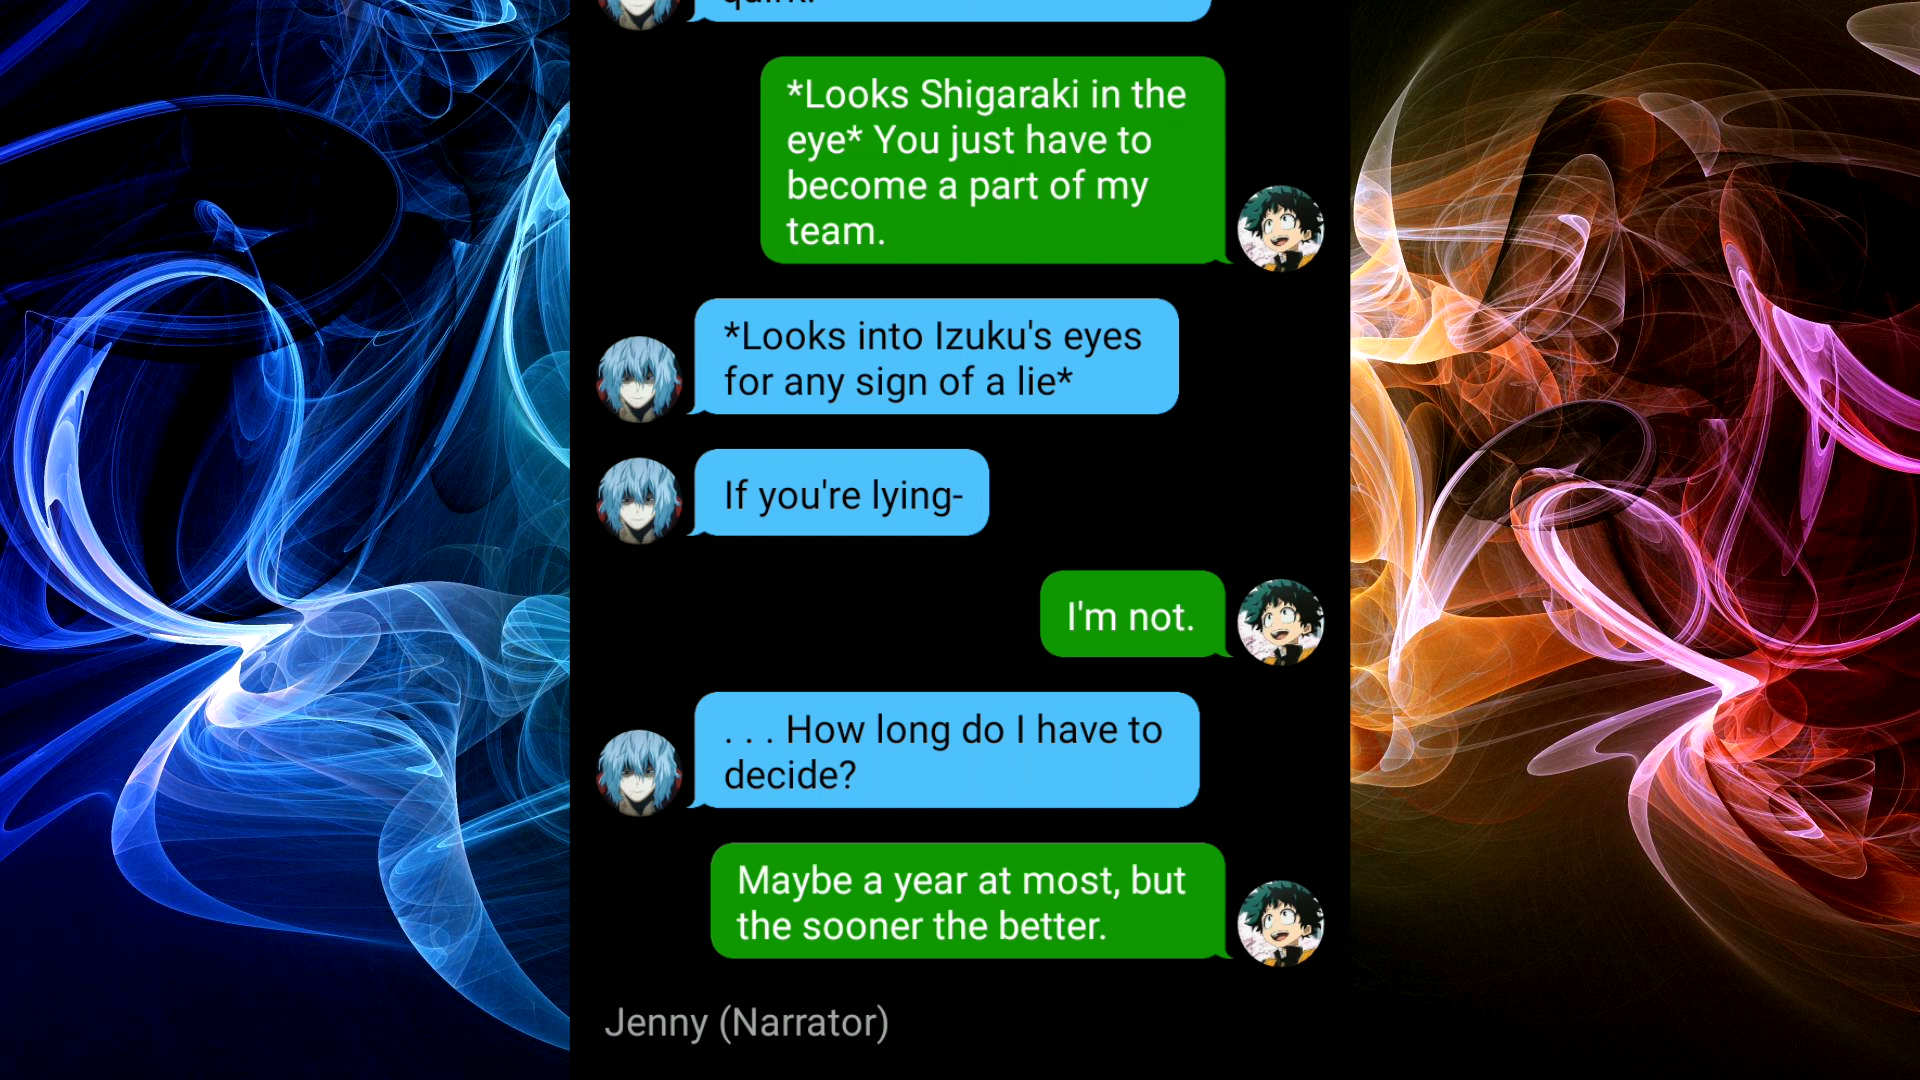 quirk.
*Looks Shigaraki in the
eye* You just have to
become a part of my
team.
*Looks into Izuku's eyes
for any sign of a lie*
If you're lying-
I'm not.
. . . How long do I have to
decide?
Maybe a year at most, but
the sooner the better.
Jenny (Narrator)